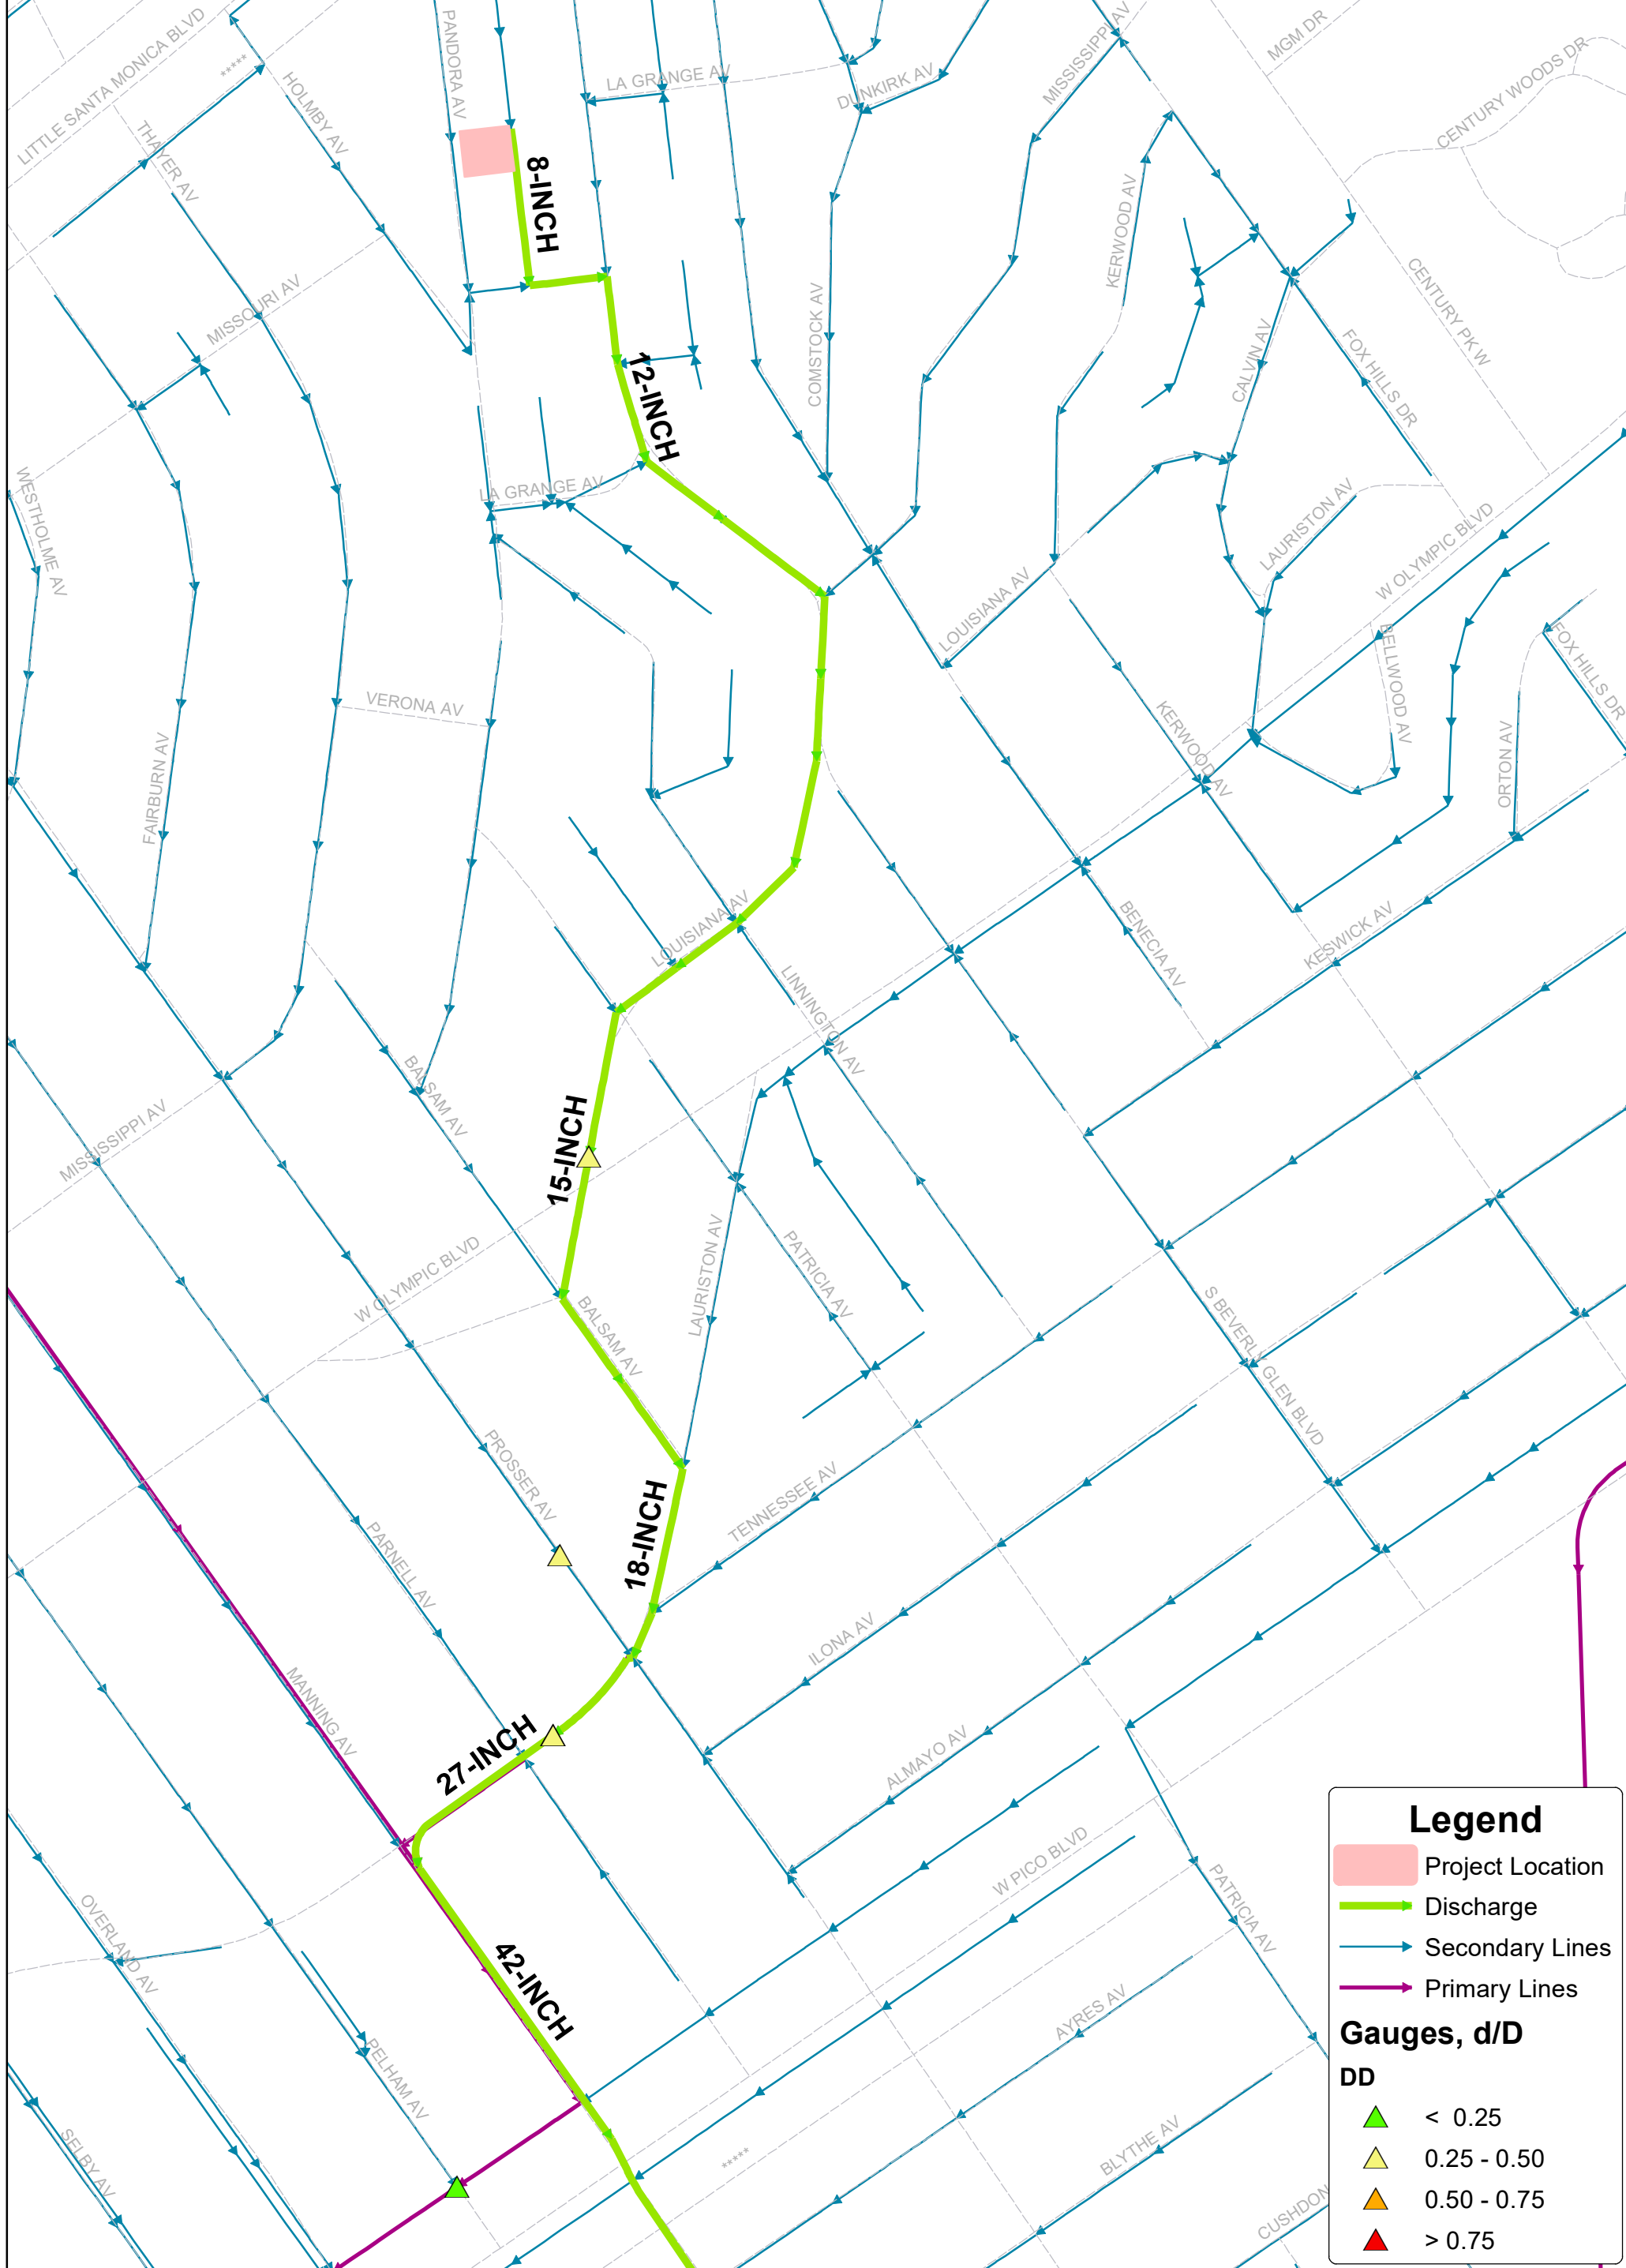 LITTLE SANTA MONICA BLVD
*****
THAYER AV
HOLMBY AV
PANDORA AV
LA GRANGE AV
DUNKIRK AV
MISSISSIPPI AV
MGM DR
CENTURY WOODS DR
8-INCH
KERWOOD AV
CENTURY PK W
MISSOURI AV
COMSTOCK AV
CALVIN AV
FOX HILLS DR
12-INCH
WESTHOLME AV
LA GRANGE AV
LAURISTON AV
W OLYMPIC BLVD
LOUISIANA AV
BELLWOOD AV
FOX HILLS DR
VERONA AV
KERWOOD AV
ORTON AV
FAIRBURN AV
LOUISIANA AV
BENECIA AV
KESWICK AV
LINNINGTON AV
BALSAM AV
MISSISSIPPI AV
15-INCH
W OLYMPIC BLVD
LAURISTON AV
PATRICIA AV
BALSAM AV
S BEVERLY GLEN BLVD
PROSSER AV
TENNESSEE AV
18-INCH
PARNELL AV
ILONA AV
MANNING AV
27-INCH
ALMAYO AV
W PICO BLVD
OVERLAND AV
PATRICIA AV
42-INCH
AYRES AV
PELHAM AV
SELBY AV
*****
BLYTHE AV
CUSHDON
Legend
Project Location
Discharge
Secondary Lines
Primary Lines
Gauges, d/D
DD
< 0.25
0.25 - 0.50
0.50 - 0.75
> 0.75